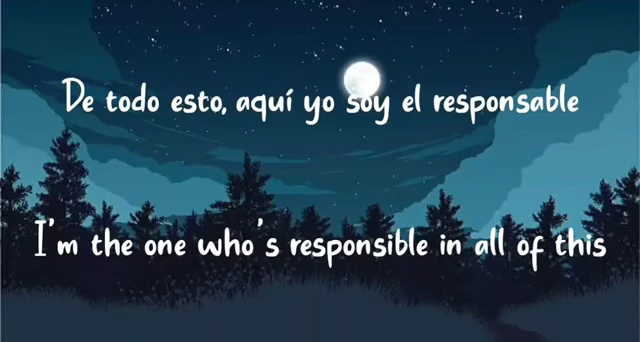 De todo esto, aquí yo soy el responsable
I'm the one who's responsible in all of this